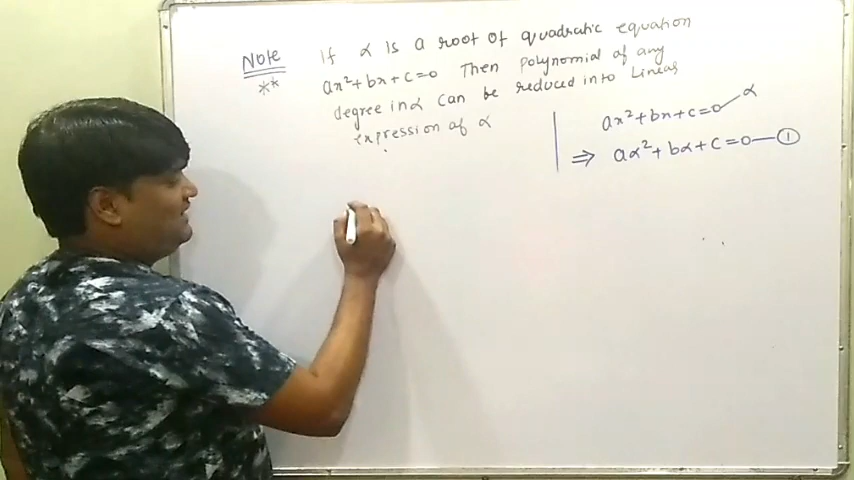 Note
**
If α is a root of quadratic equation
ax²+bx+c=0 Then polynomial of any
degree in α can be reduced into Linear
expression of α
ax²+bx+c=0 α
⇒ aα²+bα+c=0—①